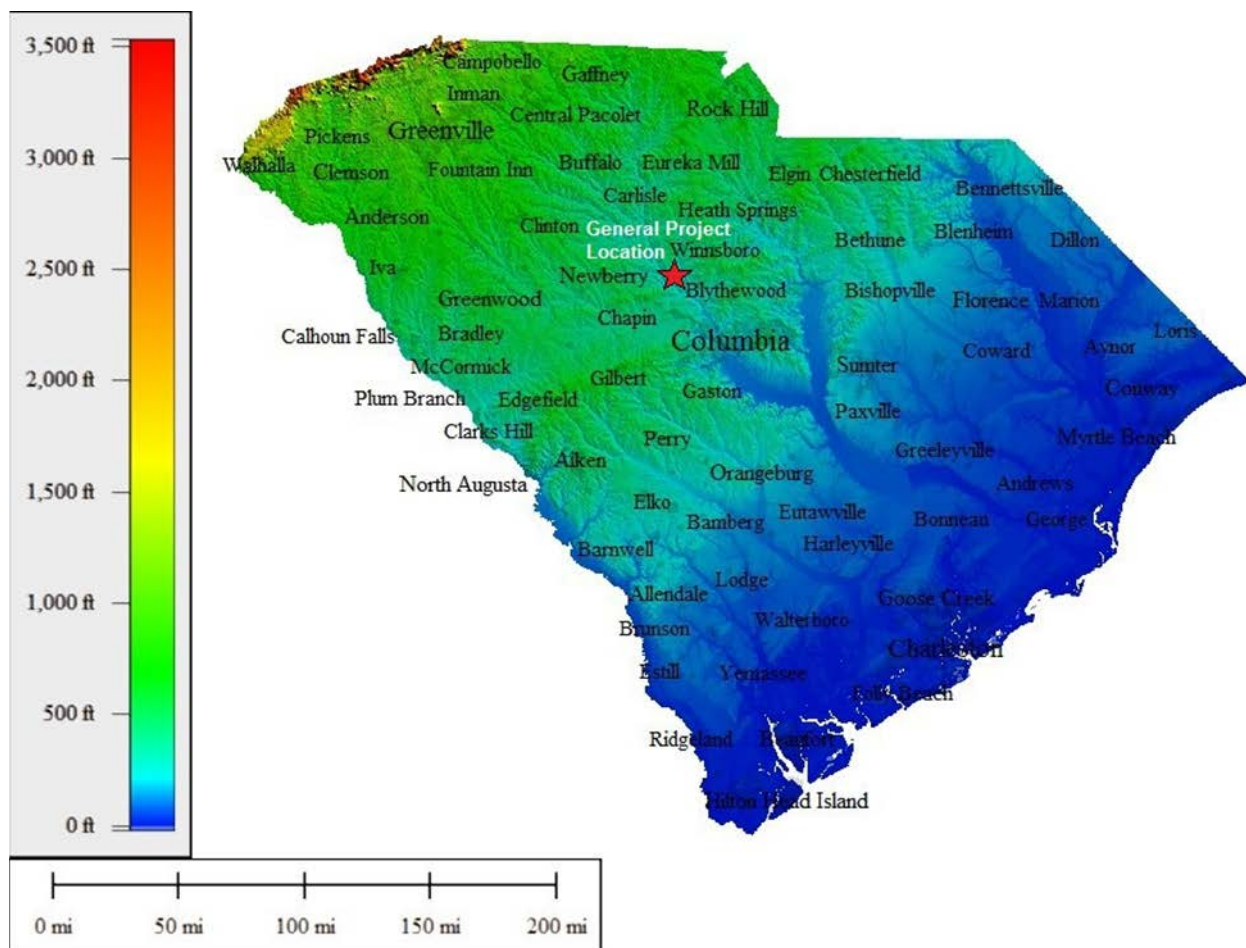 3,500 ft
3,000 ft
2,500 ft
2,000 ft
1,500 ft
1,000 ft
500 ft
0 ft
0 mi 50 mi 100 mi 150 mi 200 mi
Campobello
Gaffney
Inman
Central Pacolet
Rock Hill
Pickens
Greenville
Walhalla
Clemson
Fountain Inn
Buffalo
Eureka Mill
Elgin
Chesterfield
Carlisle
Bennettsville
Anderson
Clinton
Heath Springs
General Project
Location
Winnsboro
Bethune
Blenheim
Dillon
Iva
Newberry
Blythewood
Bishopville
Greenwood
Florence
Marion
Chapin
Calhoun Falls
Bradley
Columbia
Loris
Coward
Aynor
McCormick
Gilbert
Sumter
Plum Branch
Edgefield
Gaston
Conway
Paxville
Clarks Hill
Perry
Myrtle Beach
Greeleyville
Aiken
Orangeburg
North Augusta
Andrews
Elko
Bamberg
Eutawville
Bonneau
George
Barnwell
Harleyville
Lodge
Allendale
Goose Creek
Brunson
Walterboro
Charleston
Estill
Yemassee
Folly Beach
Ridgeland
Beaufort
Hilton Head Island